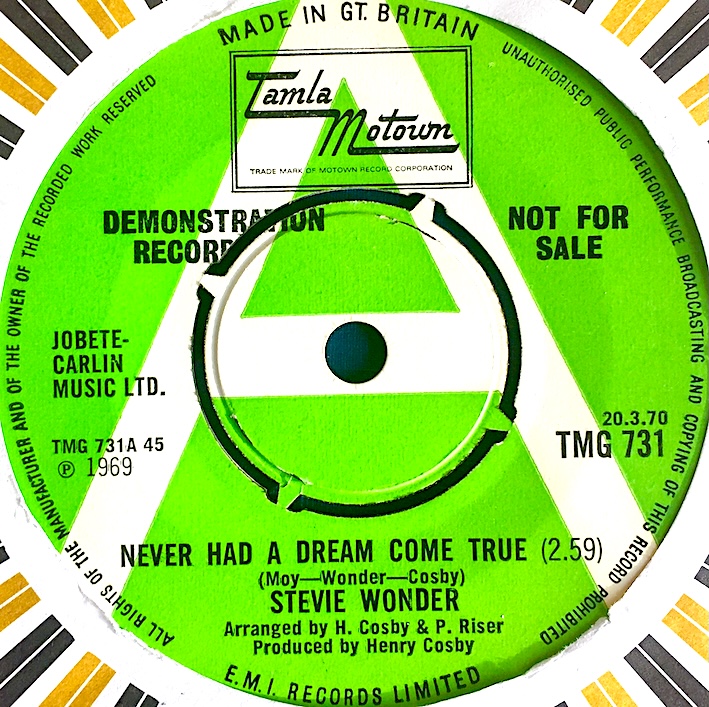 MADE IN GT. BRITAIN
UNAUTHORISED PUBLIC PERFORMANCE BROADCASTING AND COPYING OF THIS RECORD PROHIBITED
ALL RIGHTS OF THE MANUFACTURER AND OF THE OWNER OF THE RECORDED WORK RESERVED
Tamla
Motown
TRADE MARK OF MOTOWN RECORD CORPORATION
DEMONSTRATION
RECORD
NOT FOR
SALE
JOBETE-
CARLIN
MUSIC LTD.
TMG 731A 45
℗ 1969
20.3.70
TMG 731
NEVER HAD A DREAM COME TRUE (2.59)
(Moy—Wonder—Cosby)
STEVIE WONDER
Arranged by H. Cosby & P. Riser
Produced by Henry Cosby
E.M.I. RECORDS LIMITED